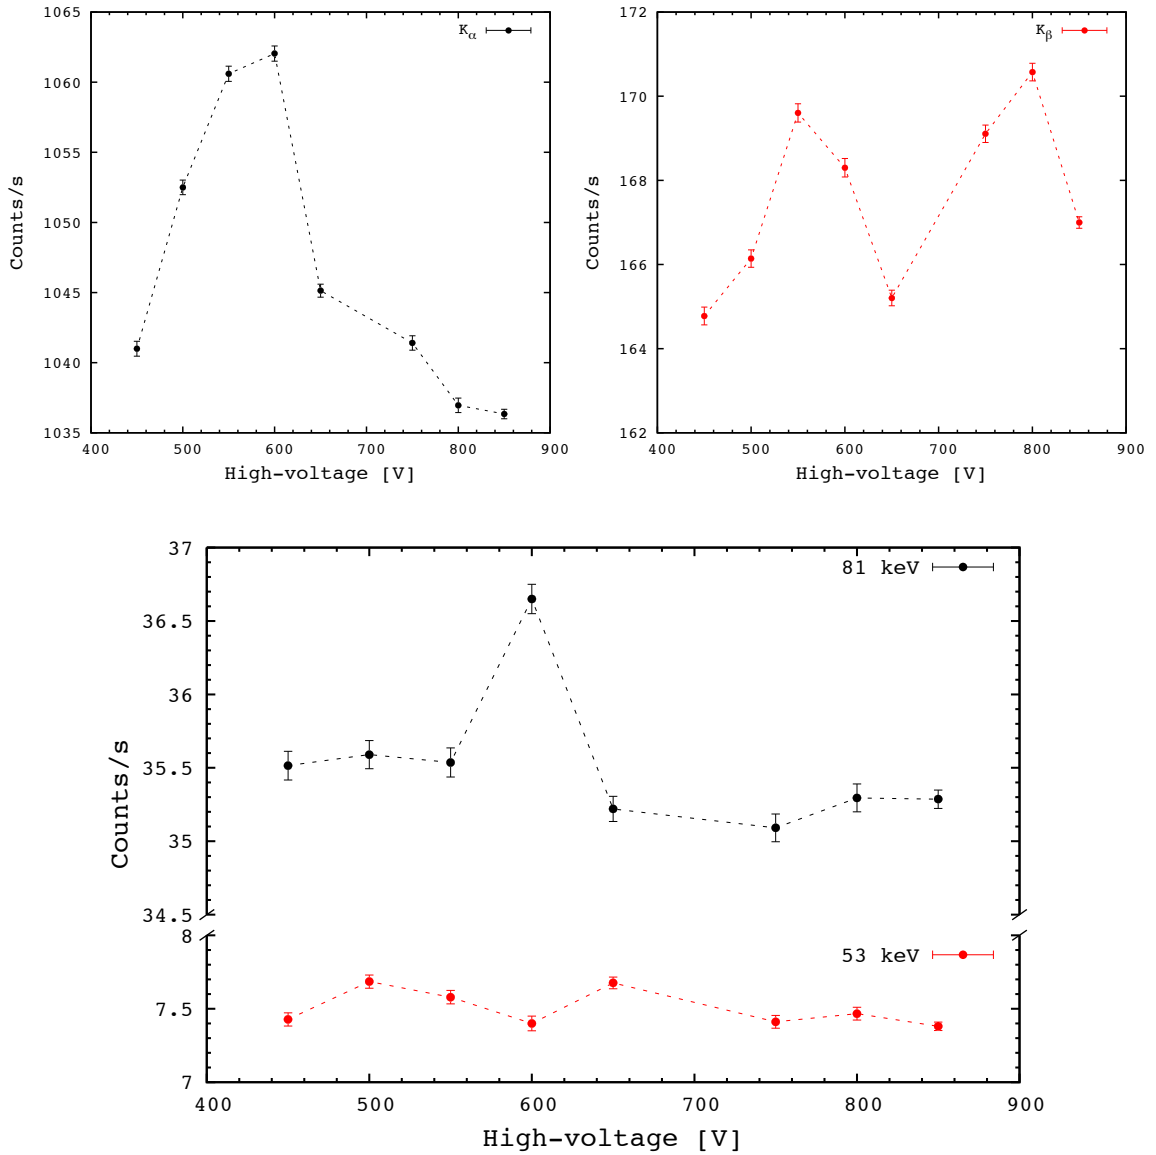 1065
1060
1055
1050
1045
1040
1035
400 500 600 700 800 900
Counts/s
High-voltage [V]
Kα
172
170
168
166
164
162
400 500 600 700 800 900
Counts/s
High-voltage [V]
Kβ
37
36.5
36
35.5
35
34.5
8
7.5
7
400 500 600 700 800 900
Counts/s
High-voltage [V]
81 keV
53 keV